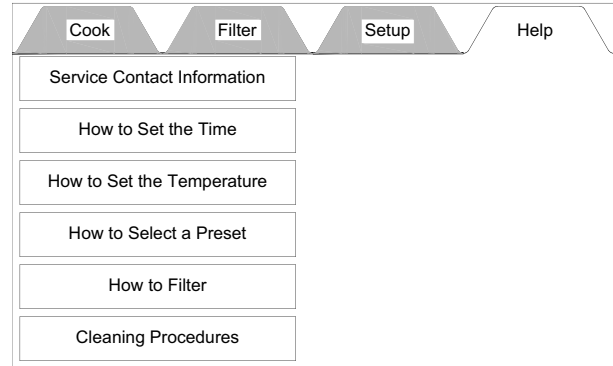 Cook Filter Setup Help
Service Contact Information
How to Set the Time
How to Set the Temperature
How to Select a Preset
How to Filter
Cleaning Procedures